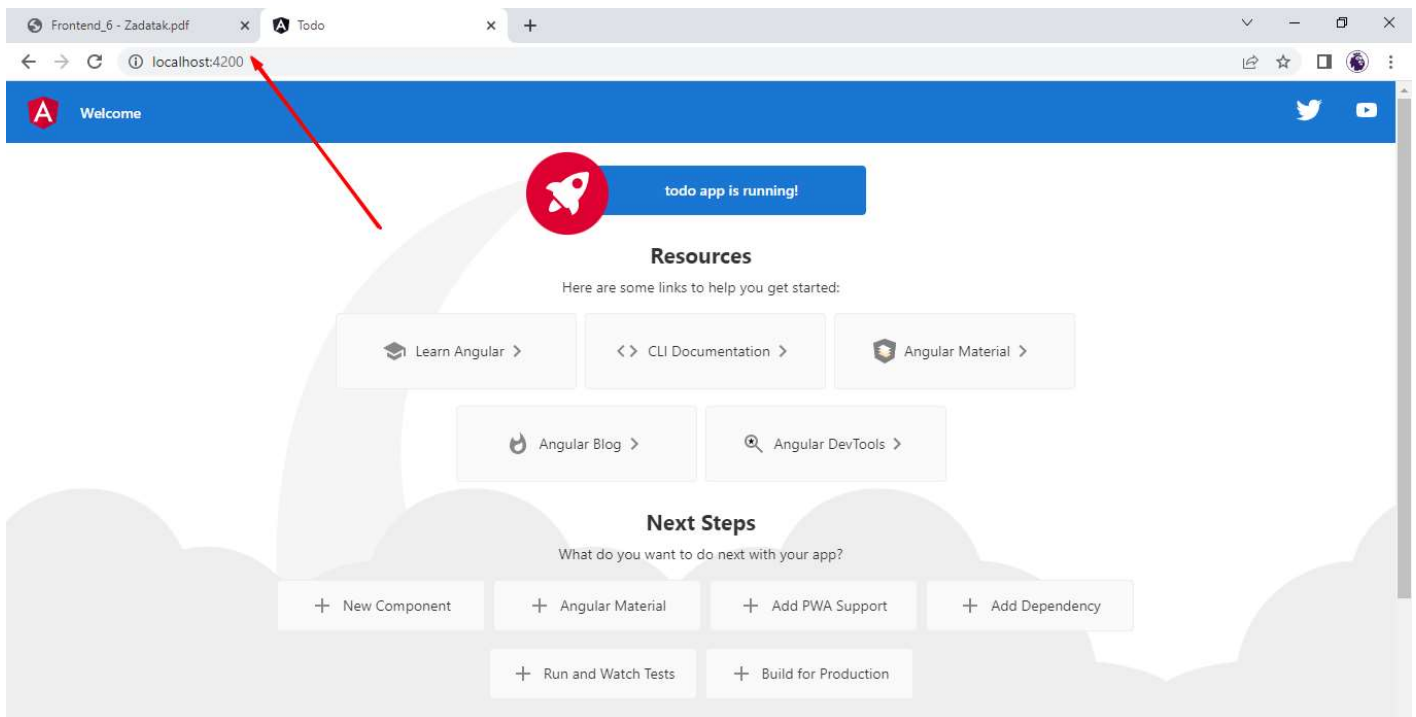 Frontend_6 - Zadatak.pdf
Todo
localhost:4200
Welcome
todo app is running!
Resources
Here are some links to help you get started:
Learn Angular
CLI Documentation
Angular Material
Angular Blog
Angular DevTools
Next Steps
What do you want to do next with your app?
New Component
Angular Material
Add PWA Support
Add Dependency
Run and Watch Tests
Build for Production